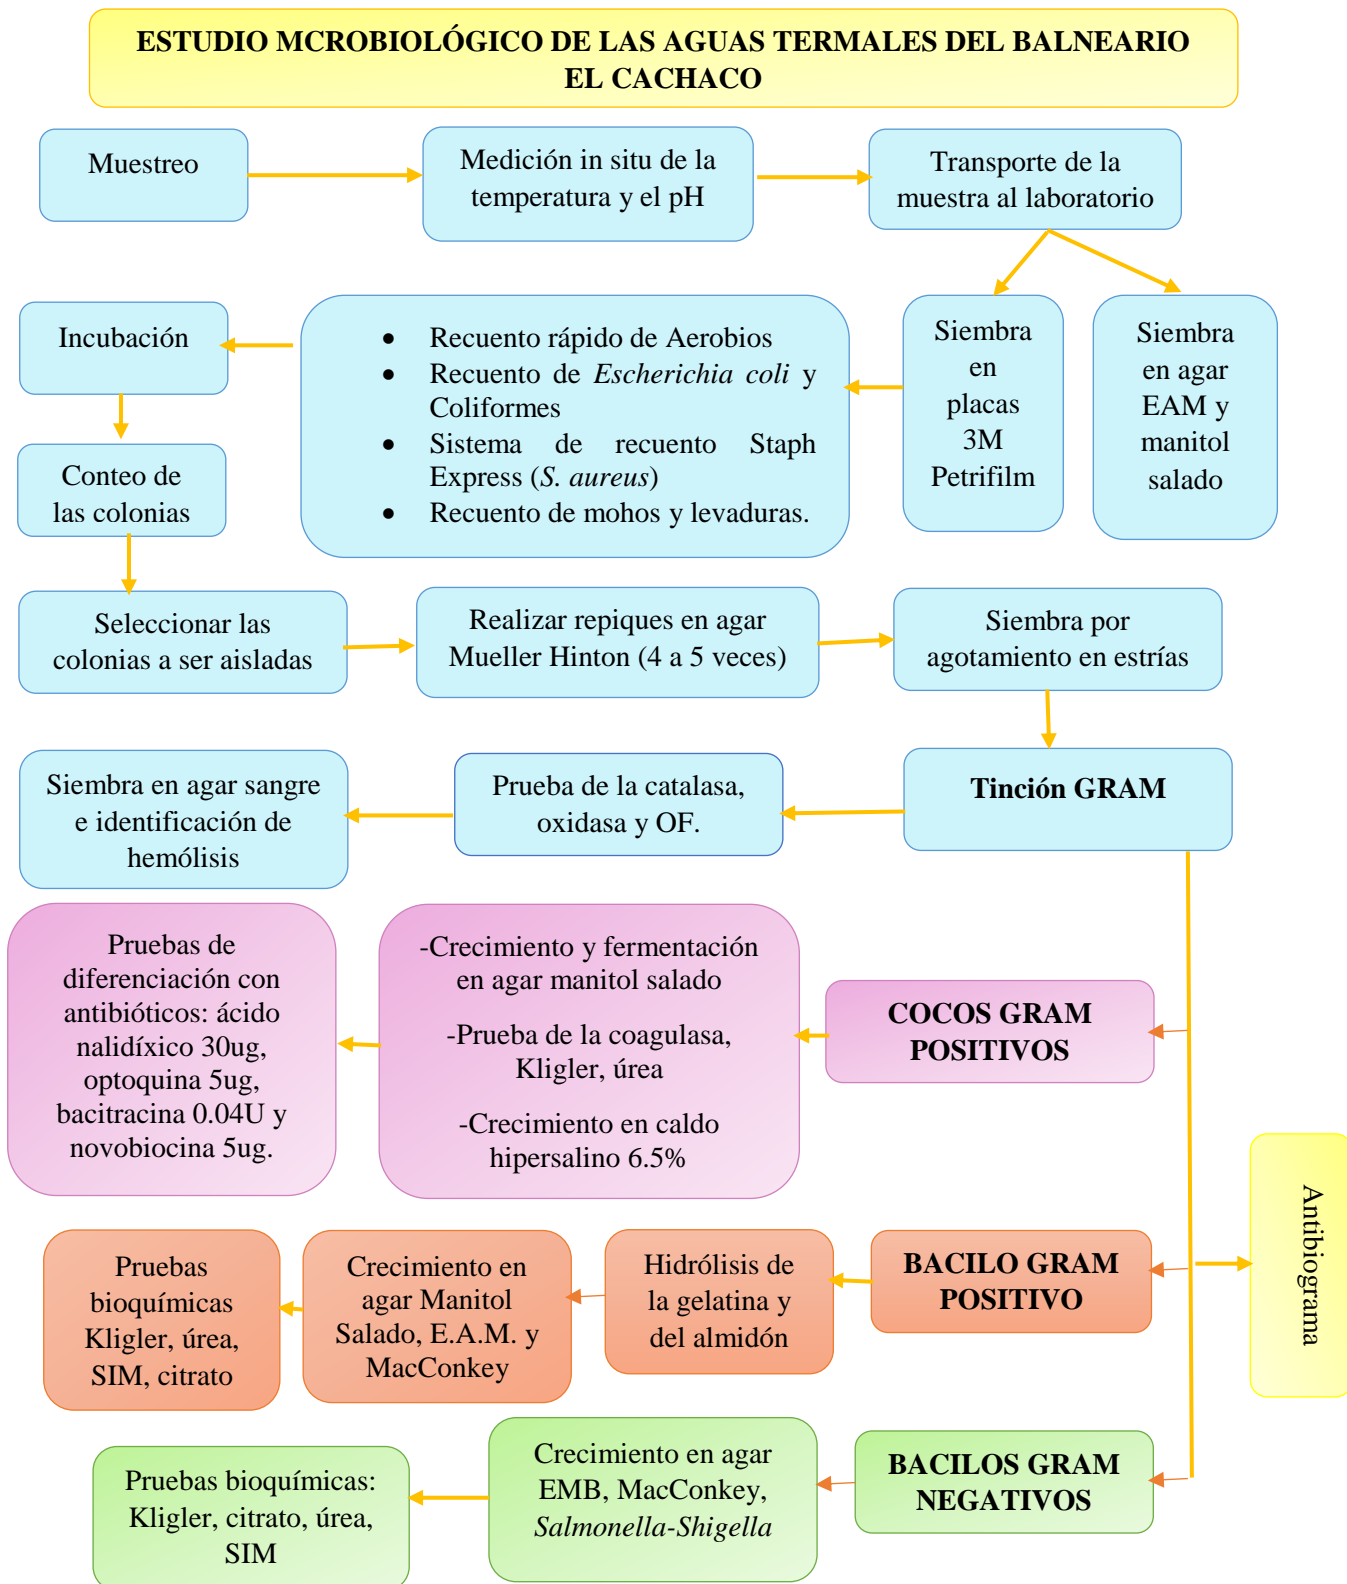 ESTUDIO MCROBIOLÓGICO DE LAS AGUAS TERMALES DEL BALNEARIO
EL CACHACO
Muestreo
Medición in situ de la
temperatura y el pH
Transporte de la
muestra al laboratorio
Siembra
en
placas
3M
Petrifilm
Siembra
en agar
EAM y
manitol
salado
• Recuento rápido de Aerobios
• Recuento de Escherichia coli y
Coliformes
• Sistema de recuento Staph
Express (S. aureus)
• Recuento de mohos y levaduras.
Incubación
Conteo de
las colonias
Seleccionar las
colonias a ser aisladas
Realizar repiques en agar
Mueller Hinton (4 a 5 veces)
Siembra por
agotamiento en estrías
Tinción GRAM
Prueba de la catalasa,
oxidasa y OF.
Siembra en agar sangre
e identificación de
hemólisis
COCOS GRAM
POSITIVOS
-Crecimiento y fermentación
en agar manitol salado
-Prueba de la coagulasa,
Kligler, úrea
-Crecimiento en caldo
hipersalino 6.5%
Pruebas de
diferenciación con
antibióticos: ácido
nalidíxico 30ug,
optoquina 5ug,
bacitracina 0.04U y
novobiocina 5ug.
BACILO GRAM
POSITIVO
Hidrólisis de
la gelatina y
del almidón
Crecimiento en
agar Manitol
Salado, E.A.M. y
MacConkey
Pruebas
bioquímicas
Kligler, úrea,
SIM, citrato
BACILOS GRAM
NEGATIVOS
Crecimiento en agar
EMB, MacConkey,
Salmonella-Shigella
Pruebas bioquímicas:
Kligler, citrato, úrea,
SIM
Antibiograma